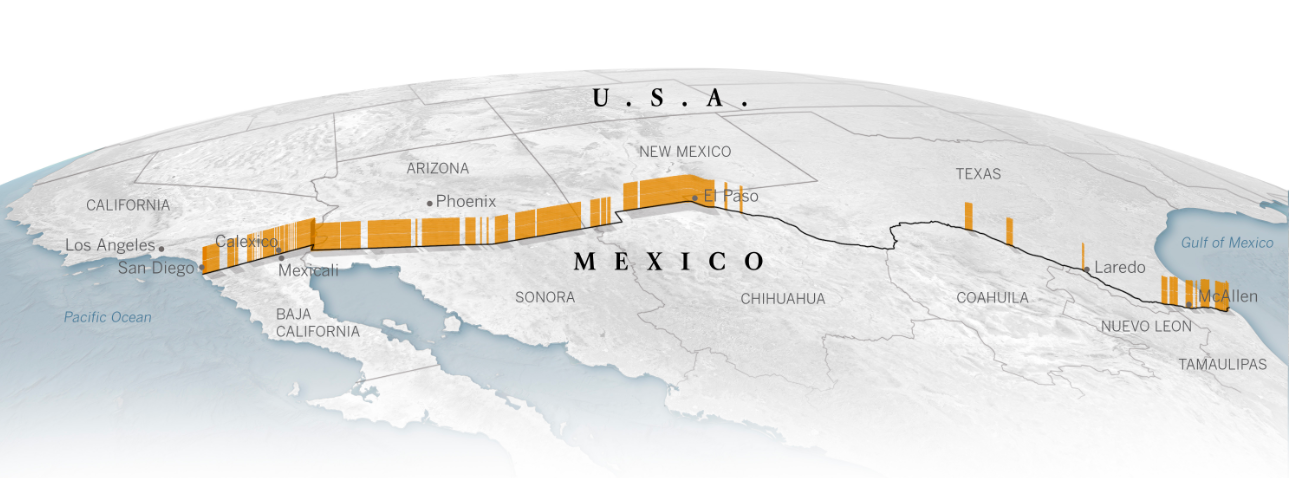 U.S.A.
NEW MEXICO
ARIZONA
TEXAS
El Paso
Phoenix
CALIFORNIA
Calexico
Los Angeles
Gulf of Mexico
MEXICO
San Diego
Mexicali
Laredo
SONORA
CHIHUAHUA
COAHUILA
McAllen
Pacific Ocean
BAJA
CALIFORNIA
NUEVO LEON
TAMAULIPAS